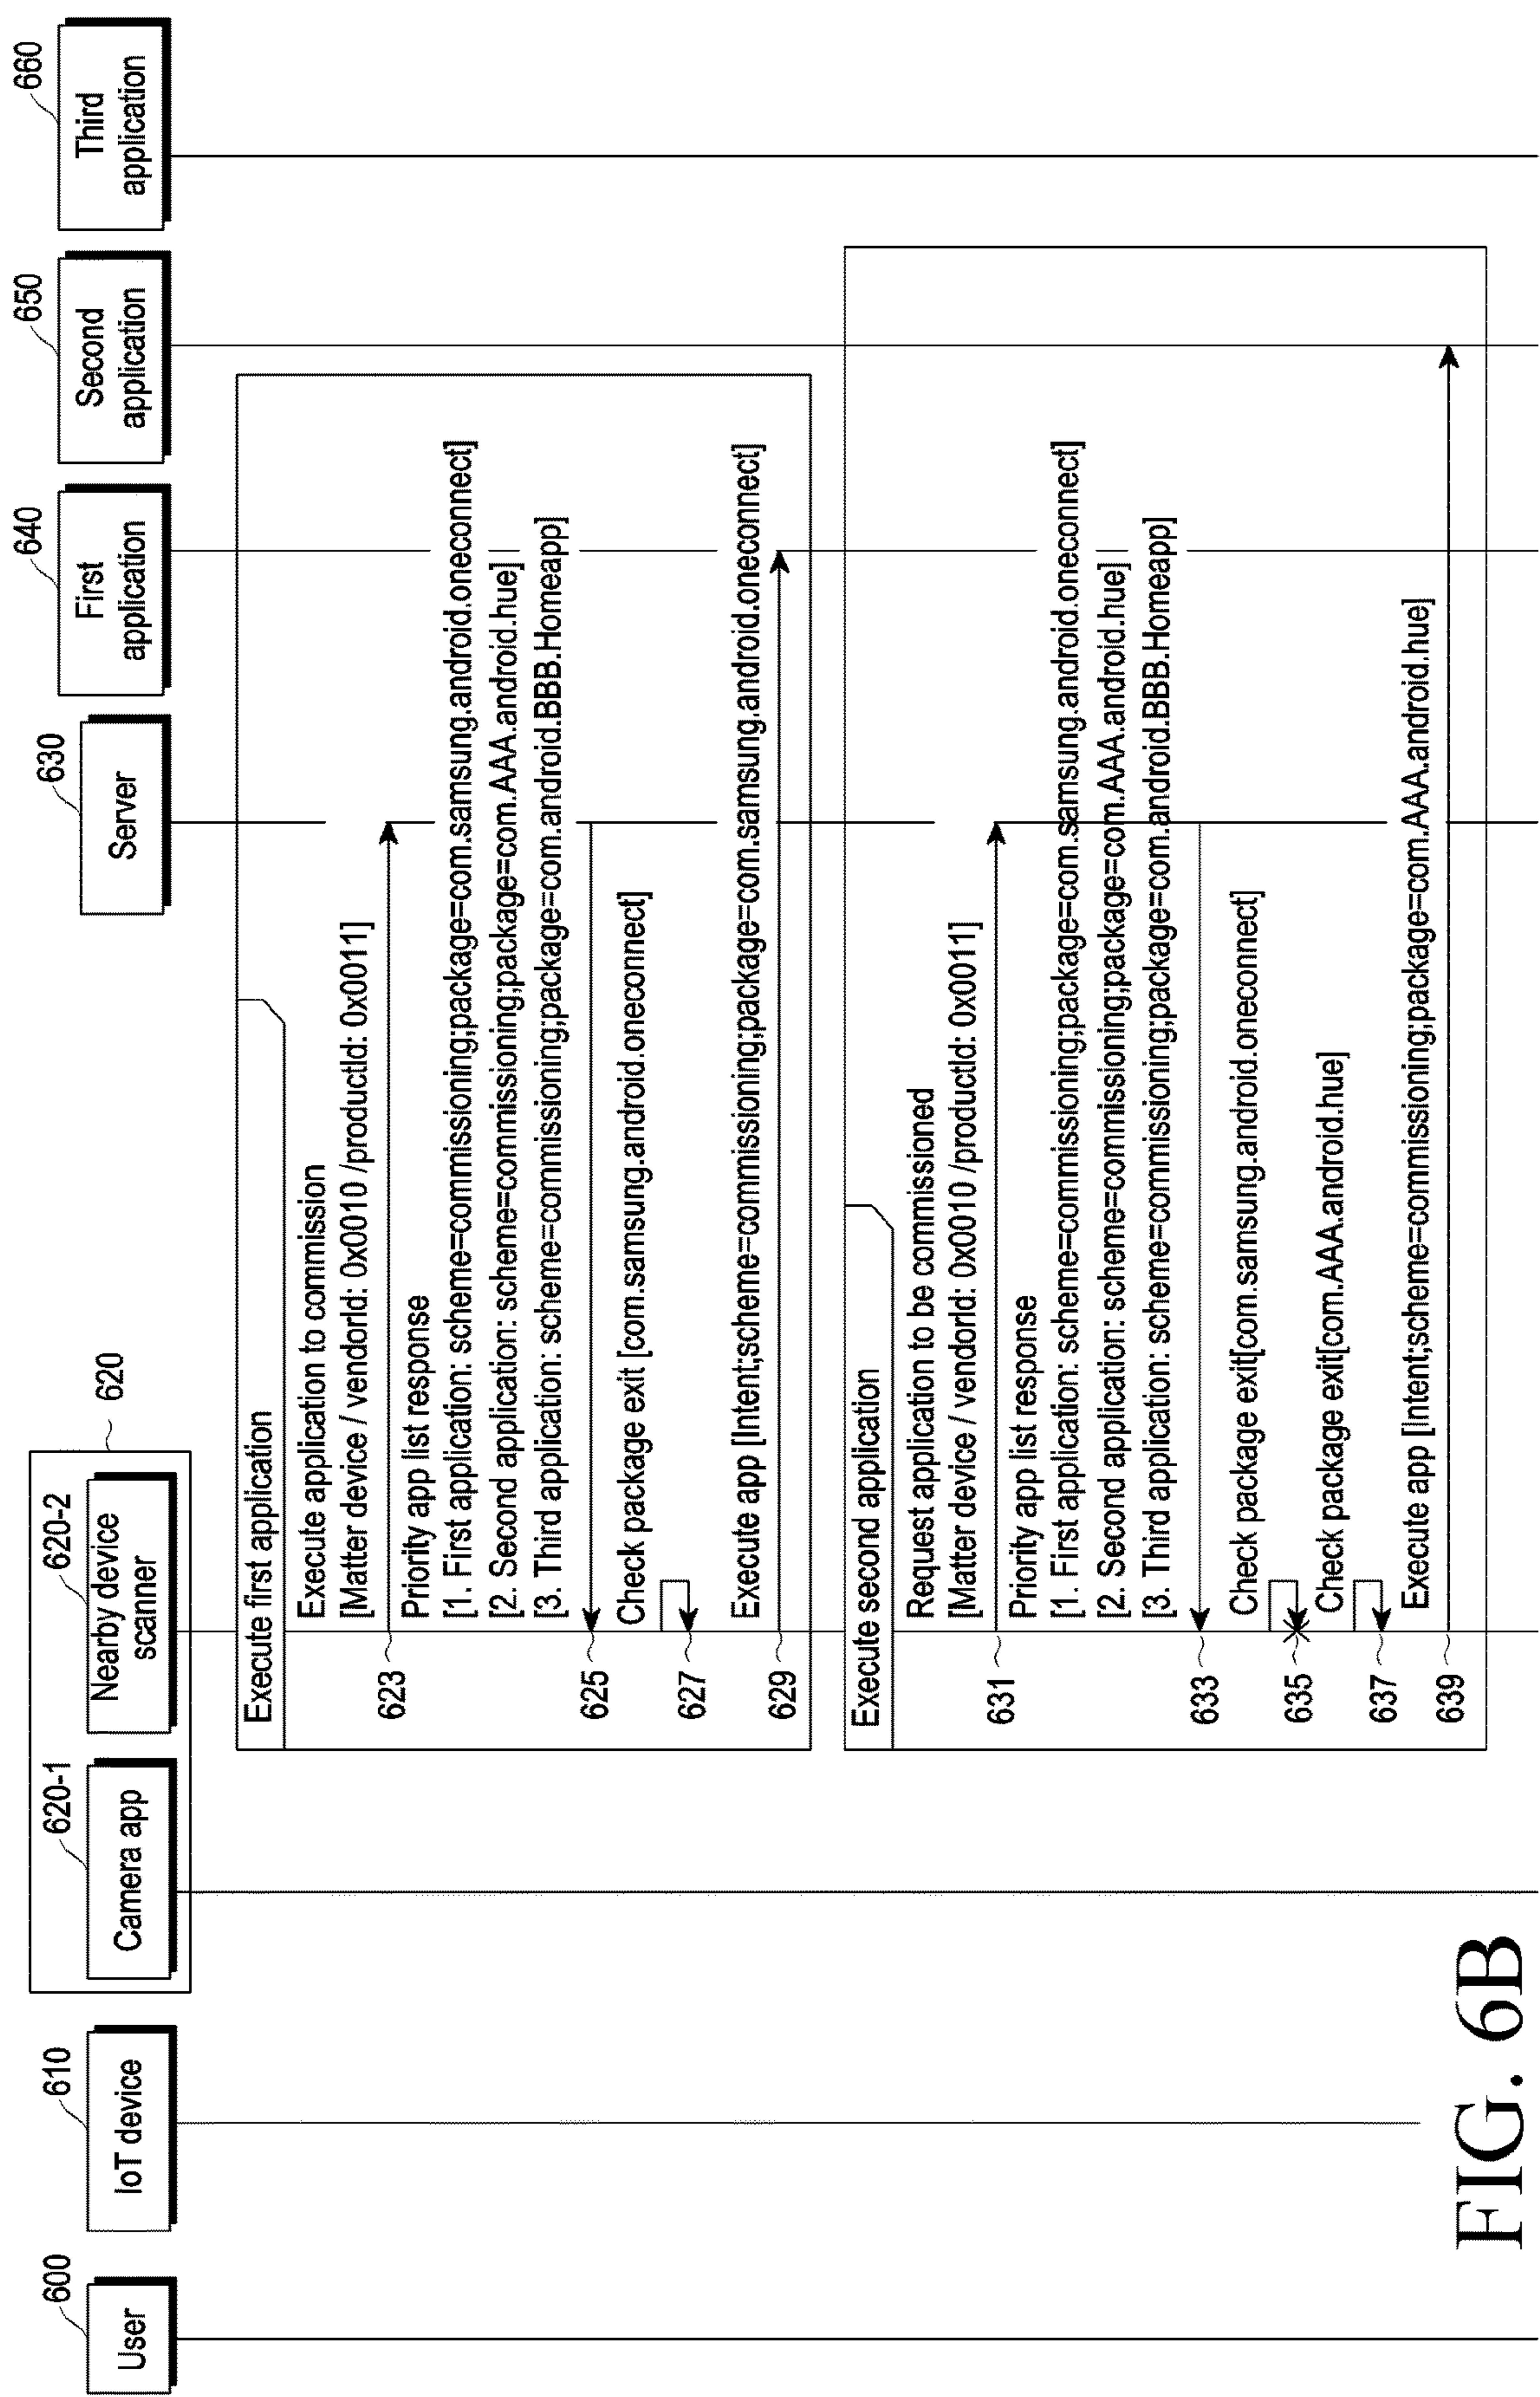 600
User
610
IoT device
620
620-1
Camera app
620-2
Nearby device
scanner
630
Server
640
First
application
650
Second
application
660
Third
application
Execute first application
Execute application to commission
[Matter device / vendorId: 0x0010 /productId: 0x0011]
623
Priority app list response
[1. First application: scheme=commissioning;package=com.samsung.android.oneconnect]
[2. Second application: scheme=commissioning;package=com.AAA.android.hue]
[3. Third application: scheme=commissioning;package=com.android.BBB.Homeapp]
625
Check package exit [com.samsung.android.oneconnect]
627
Execute app [Intent;scheme=commissioning;package=com.samsung.android.oneconnect]
629
Execute second application
Request application to be commissioned
[Matter device / vendorId: 0x0010 /productId: 0x0011]
631
Priority app list response
[1. First application: scheme=commissioning;package=com.samsung.android.oneconnect]
[2. Second application: scheme=commissioning;package=com.AAA.android.hue]
[3. Third application: scheme=commissioning;package=com.android.BBB.Homeapp]
633
Check package exit[com.samsung.android.oneconnect]
635
Check package exit[com.AAA.android.hue]
637
Execute app [Intent;scheme=commissioning;package=com.AAA.android.hue]
639
FIG. 6B